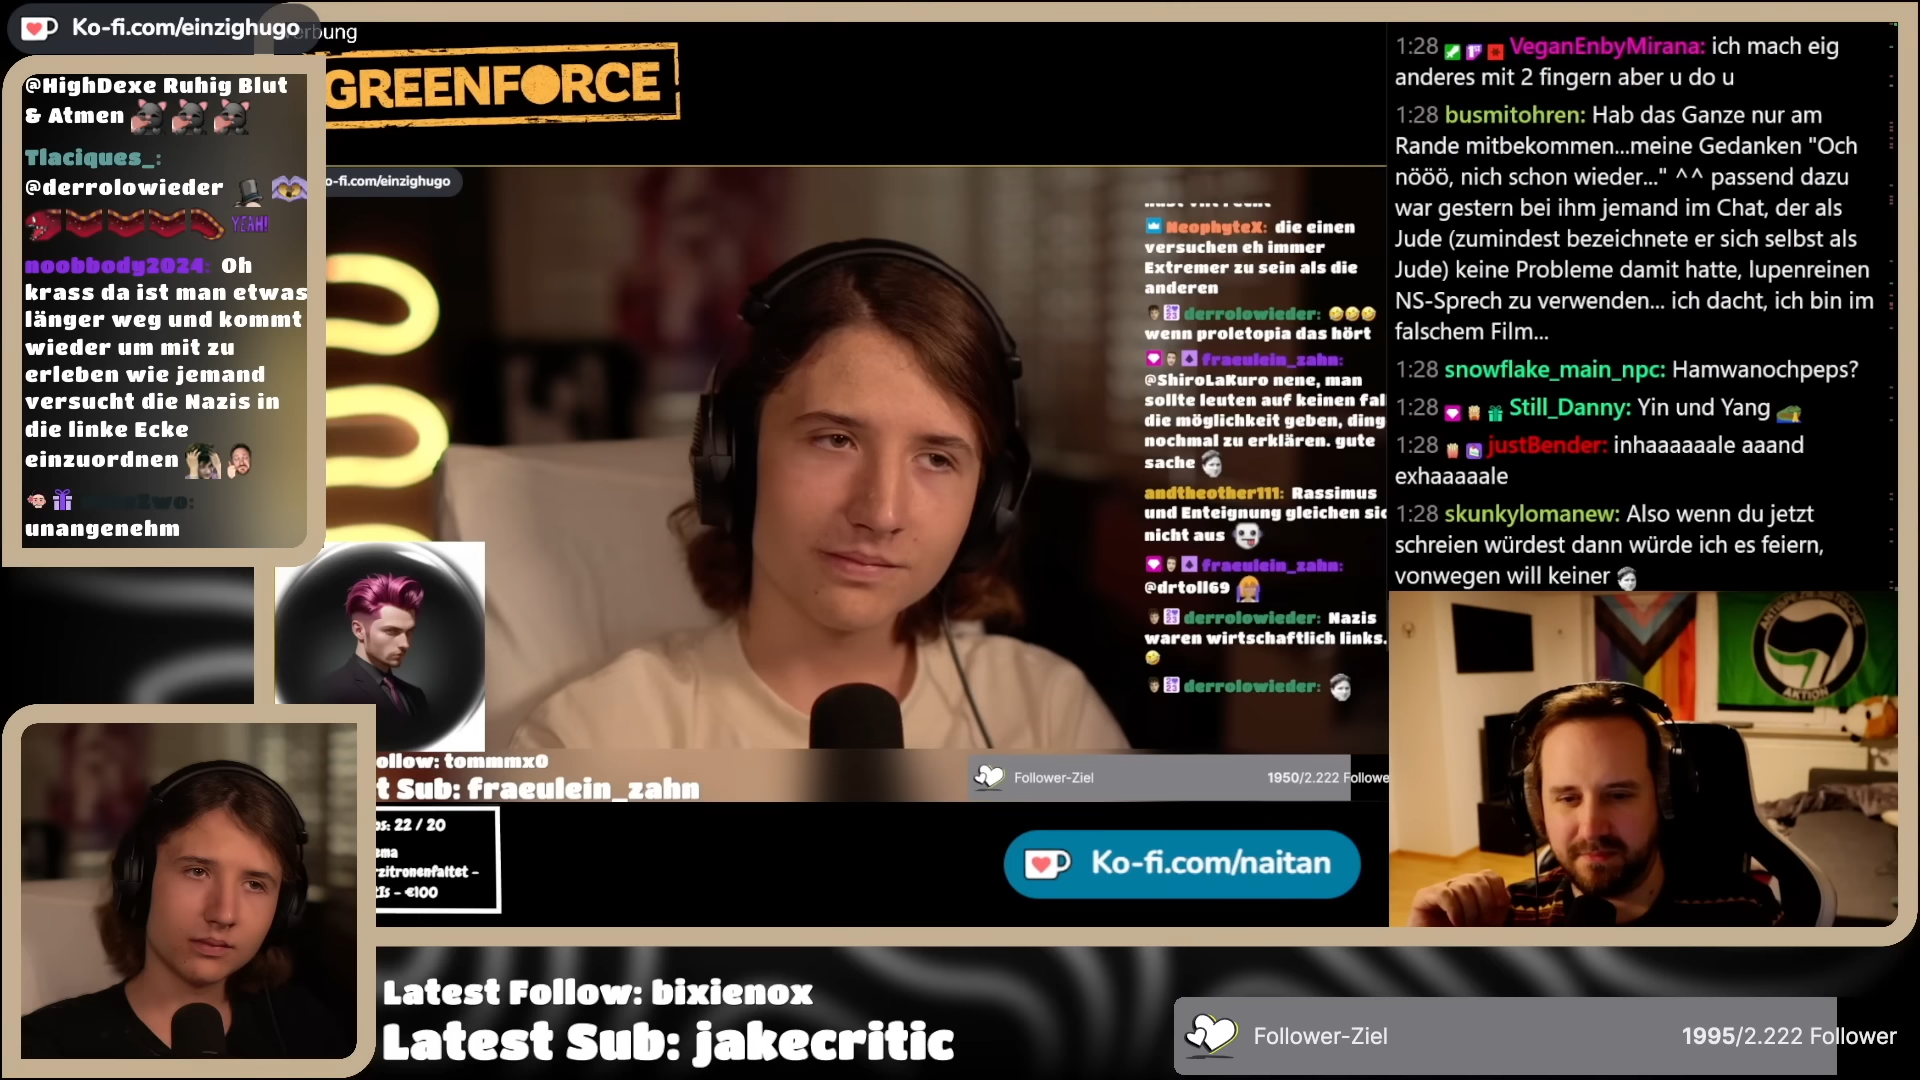 Ko-fi.com/einzighugo
@HighDexe Ruhig Blut
& Atmen
Tlaciques_:
@derrolowieder
YEAH!
noobbody2024: Oh
krass da ist man etwas
länger weg und kommt
wieder um mit zu
erleben wie jemand
versucht die Nazis in
die linke Ecke
einzuordnen
unangenehm
GREENFORCE
o-fi.com/einzighugo
NeophyteX: die einen
versuchen eh immer
Extremer zu sein als die
anderen
derrolowieder:
wenn proletopia das hört
fraeulein_zahn:
@ShiroLaKuro nene, man
sollte leuten auf keinen fal
die möglichkeit geben, ding
nochmal zu erklären. gute
sache
andtheother111: Rassimus
und Enteignung gleichen sic
nicht aus
fraeulein_zahn:
@drtoll69
derrolowieder: Nazis
waren wirtschaftlich links.
derrolowieder:
ollow: tommmx0
t Sub: fraeulein_zahn
Follower-Ziel
1950/2.222 Followe
s: 22 / 20
ema
rzitronenfaltet -
Is - €100
Ko-fi.com/naitan
1:28 VeganEnbyMirana: ich mach eig
anderes mit 2 fingern aber u do u
1:28 busmitohren: Hab das Ganze nur am
Rande mitbekommen...meine Gedanken "Och
nööö, nich schon wieder..." ^^ passend dazu
war gestern bei ihm jemand im Chat, der als
Jude (zumindest bezeichnete er sich selbst als
Jude) keine Probleme damit hatte, lupenreinen
NS-Sprech zu verwenden... ich dacht, ich bin im
falschem Film...
1:28 snowflake_main_npc: Hamwanochpeps?
1:28 Still_Danny: Yin und Yang
1:28 justBender: inhaaaaaale aaand
exhaaaaale
1:28 skunkylomanew: Also wenn du jetzt
schreien würdest dann würde ich es feiern,
vonwegen will keiner
ANTISPEZIESISTISCHE
AKTION
Latest Follow: bixienox
Latest Sub: jakecritic
Follower-Ziel
1995/2.222 Follower